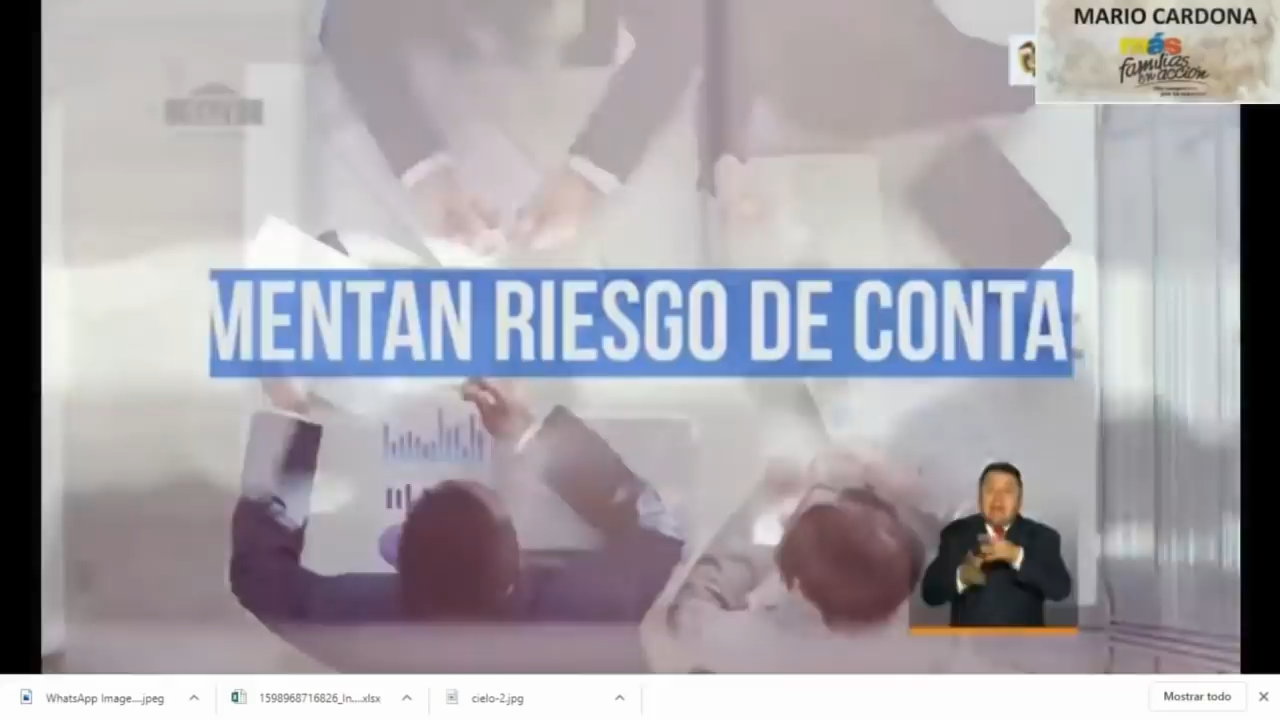 MARIO CARDONA
más
familias
en acción
MENTAN RIESGO DE CONTA
WhatsApp Image....jpeg
1598968716826_In....xlsx
cielo-2.jpg
Mostrar todo